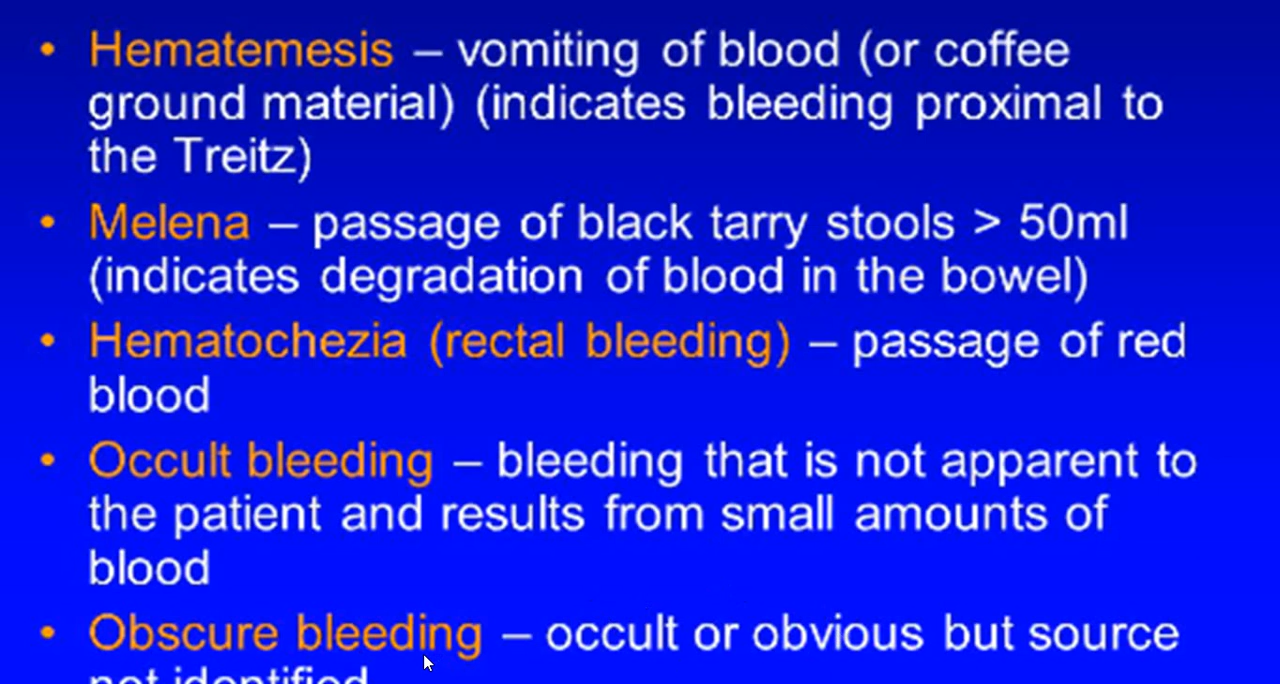 • Hematemesis – vomiting of blood (or coffee
ground material) (indicates bleeding proximal to
the Treitz)
• Melena – passage of black tarry stools > 50ml
(indicates degradation of blood in the bowel)
• Hematochezia (rectal bleeding) – passage of red
blood
• Occult bleeding – bleeding that is not apparent to
the patient and results from small amounts of
blood
• Obscure bleeding – occult or obvious but source
not identified